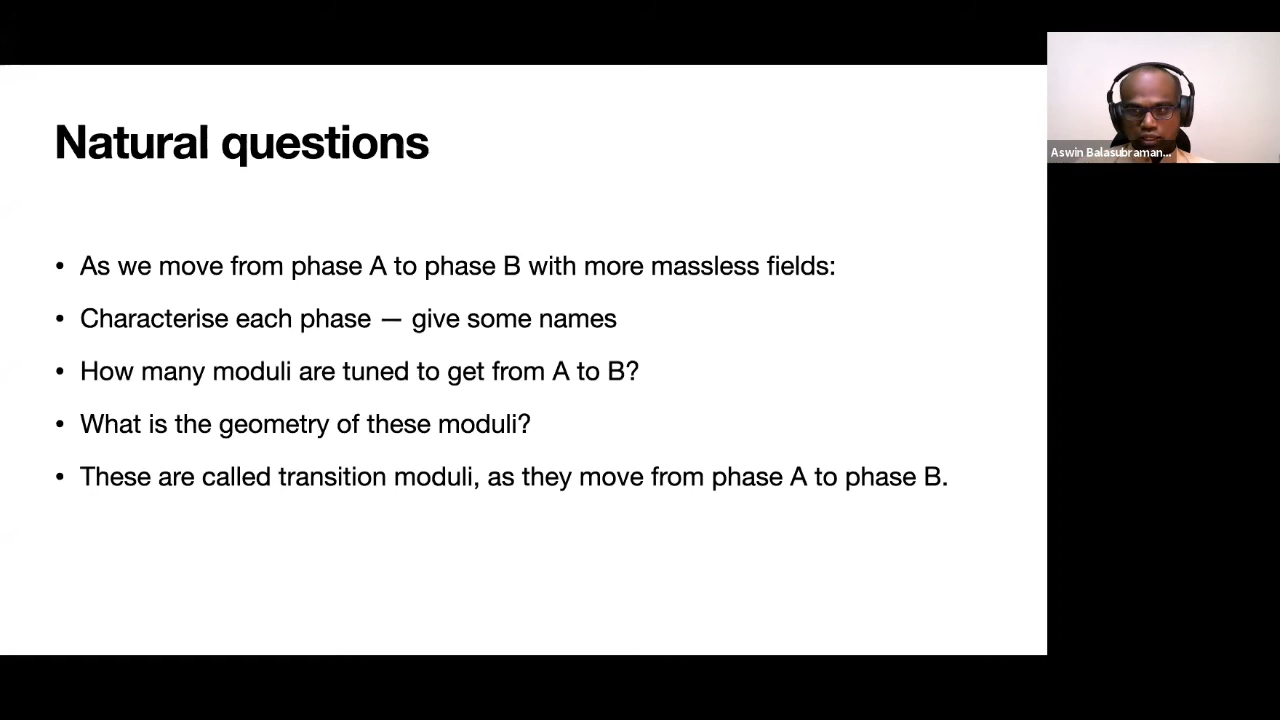 Natural questions
• As we move from phase A to phase B with more massless fields:
• Characterise each phase — give some names
• How many moduli are tuned to get from A to B?
• What is the geometry of these moduli?
• These are called transition moduli, as they move from phase A to phase B.
Aswin Balasubraman...